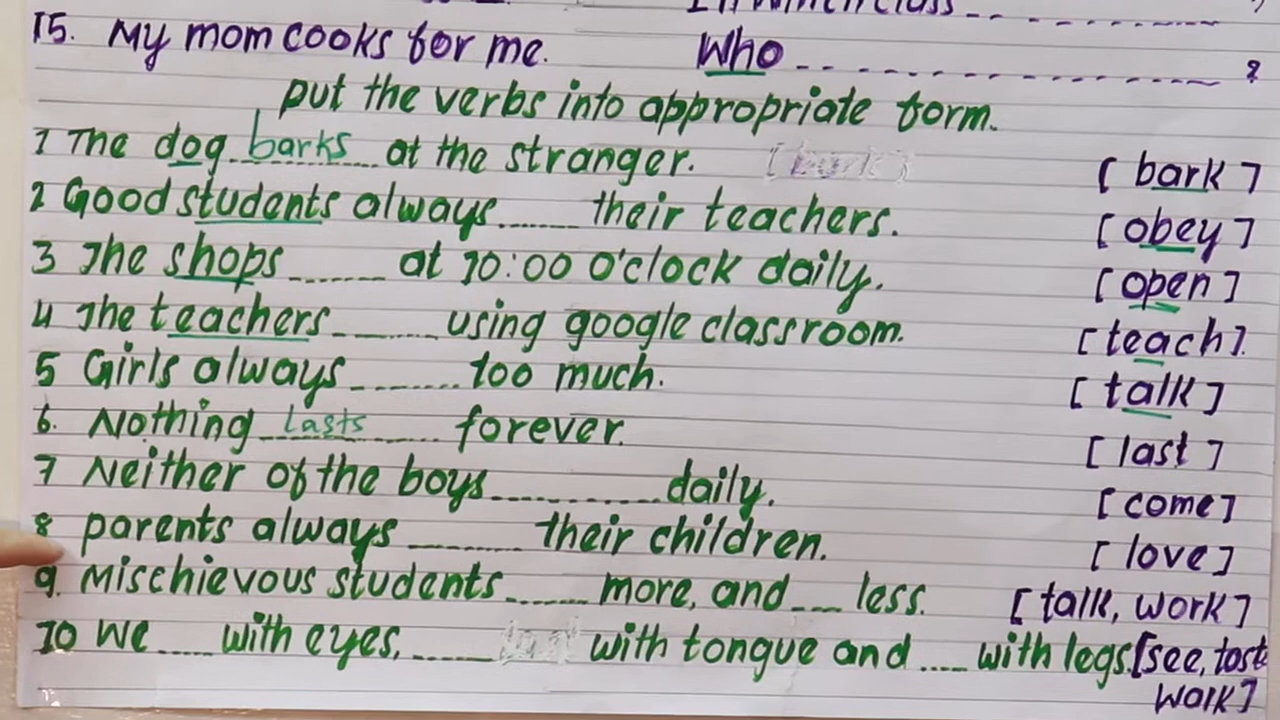 15. My mom cooks for me. Who ------------ ?
put the verbs into appropriate form.
1 The dog barks at the stranger. [ bark ]
2 Good students always ...... their teachers. [ obey ]
3 The shops ...... at 10:00 O'clock daily. [ open ]
4 The teachers ...... using google classroom. [ teach ].
5 Girls always ...... too much. [ talk ]
6. Nothing lasts forever. [ last ]
7 Neither of the boys ...... daily. [ come ]
8 parents always ...... their children. [ love ]
9. Mischievous students ...... more, and ... less. [ talk, work ]
10 We ..... with eyes, ...... with tongue and .... with legs. [see,
walk ]